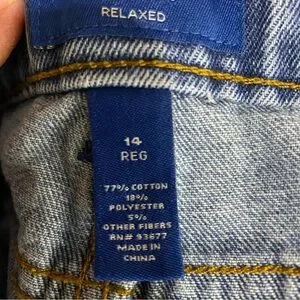 RELAXED
14
REG
77% COTTON
18%
POLYESTER
5%
OTHER FIBERS
RN# 93677
MADE IN
CHINA